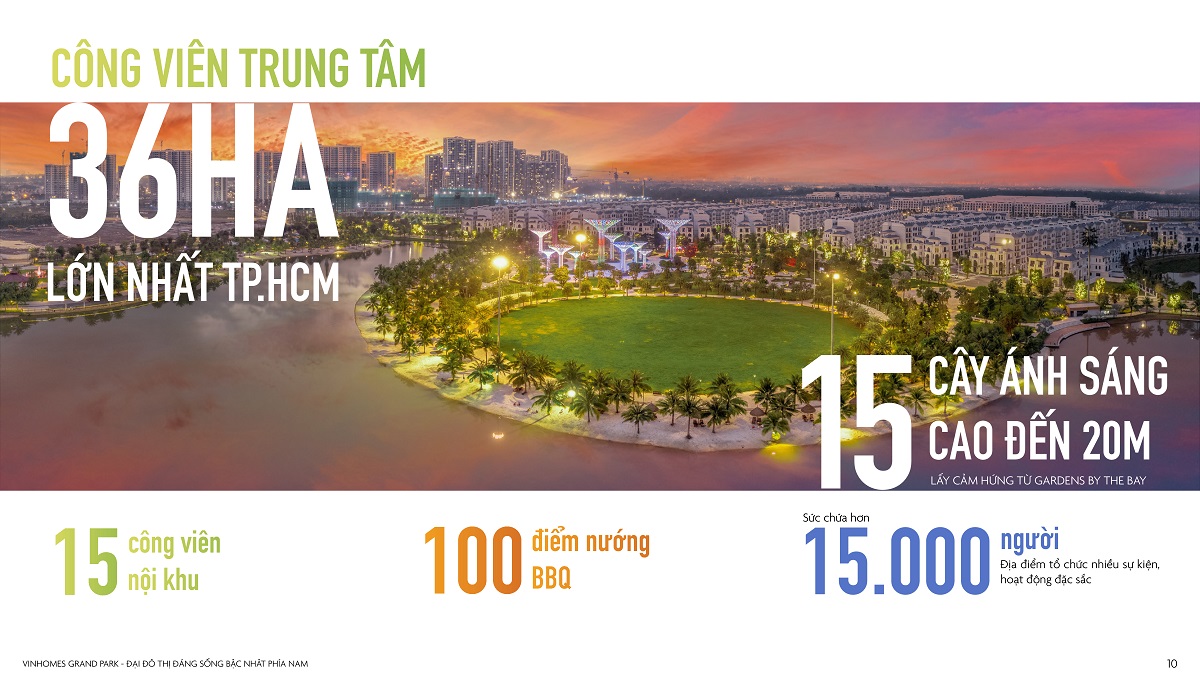 CÔNG VIÊN TRUNG TÂM
36HA
LỚN NHẤT TP.HCM
15 CÂY ÁNH SÁNG
CAO ĐẾN 20M
LẤY CẢM HỨNG TỪ GARDENS BY THE BAY
15 công viên
nội khu
100 điểm nướng
BBQ
Sức chứa hơn
15.000 người
Địa điểm tổ chức nhiều sự kiện,
hoạt động đặc sắc
VINHOMES GRAND PARK - ĐẠI ĐÔ THỊ ĐÁNG SỐNG BẬC NHẤT PHÍA NAM
10